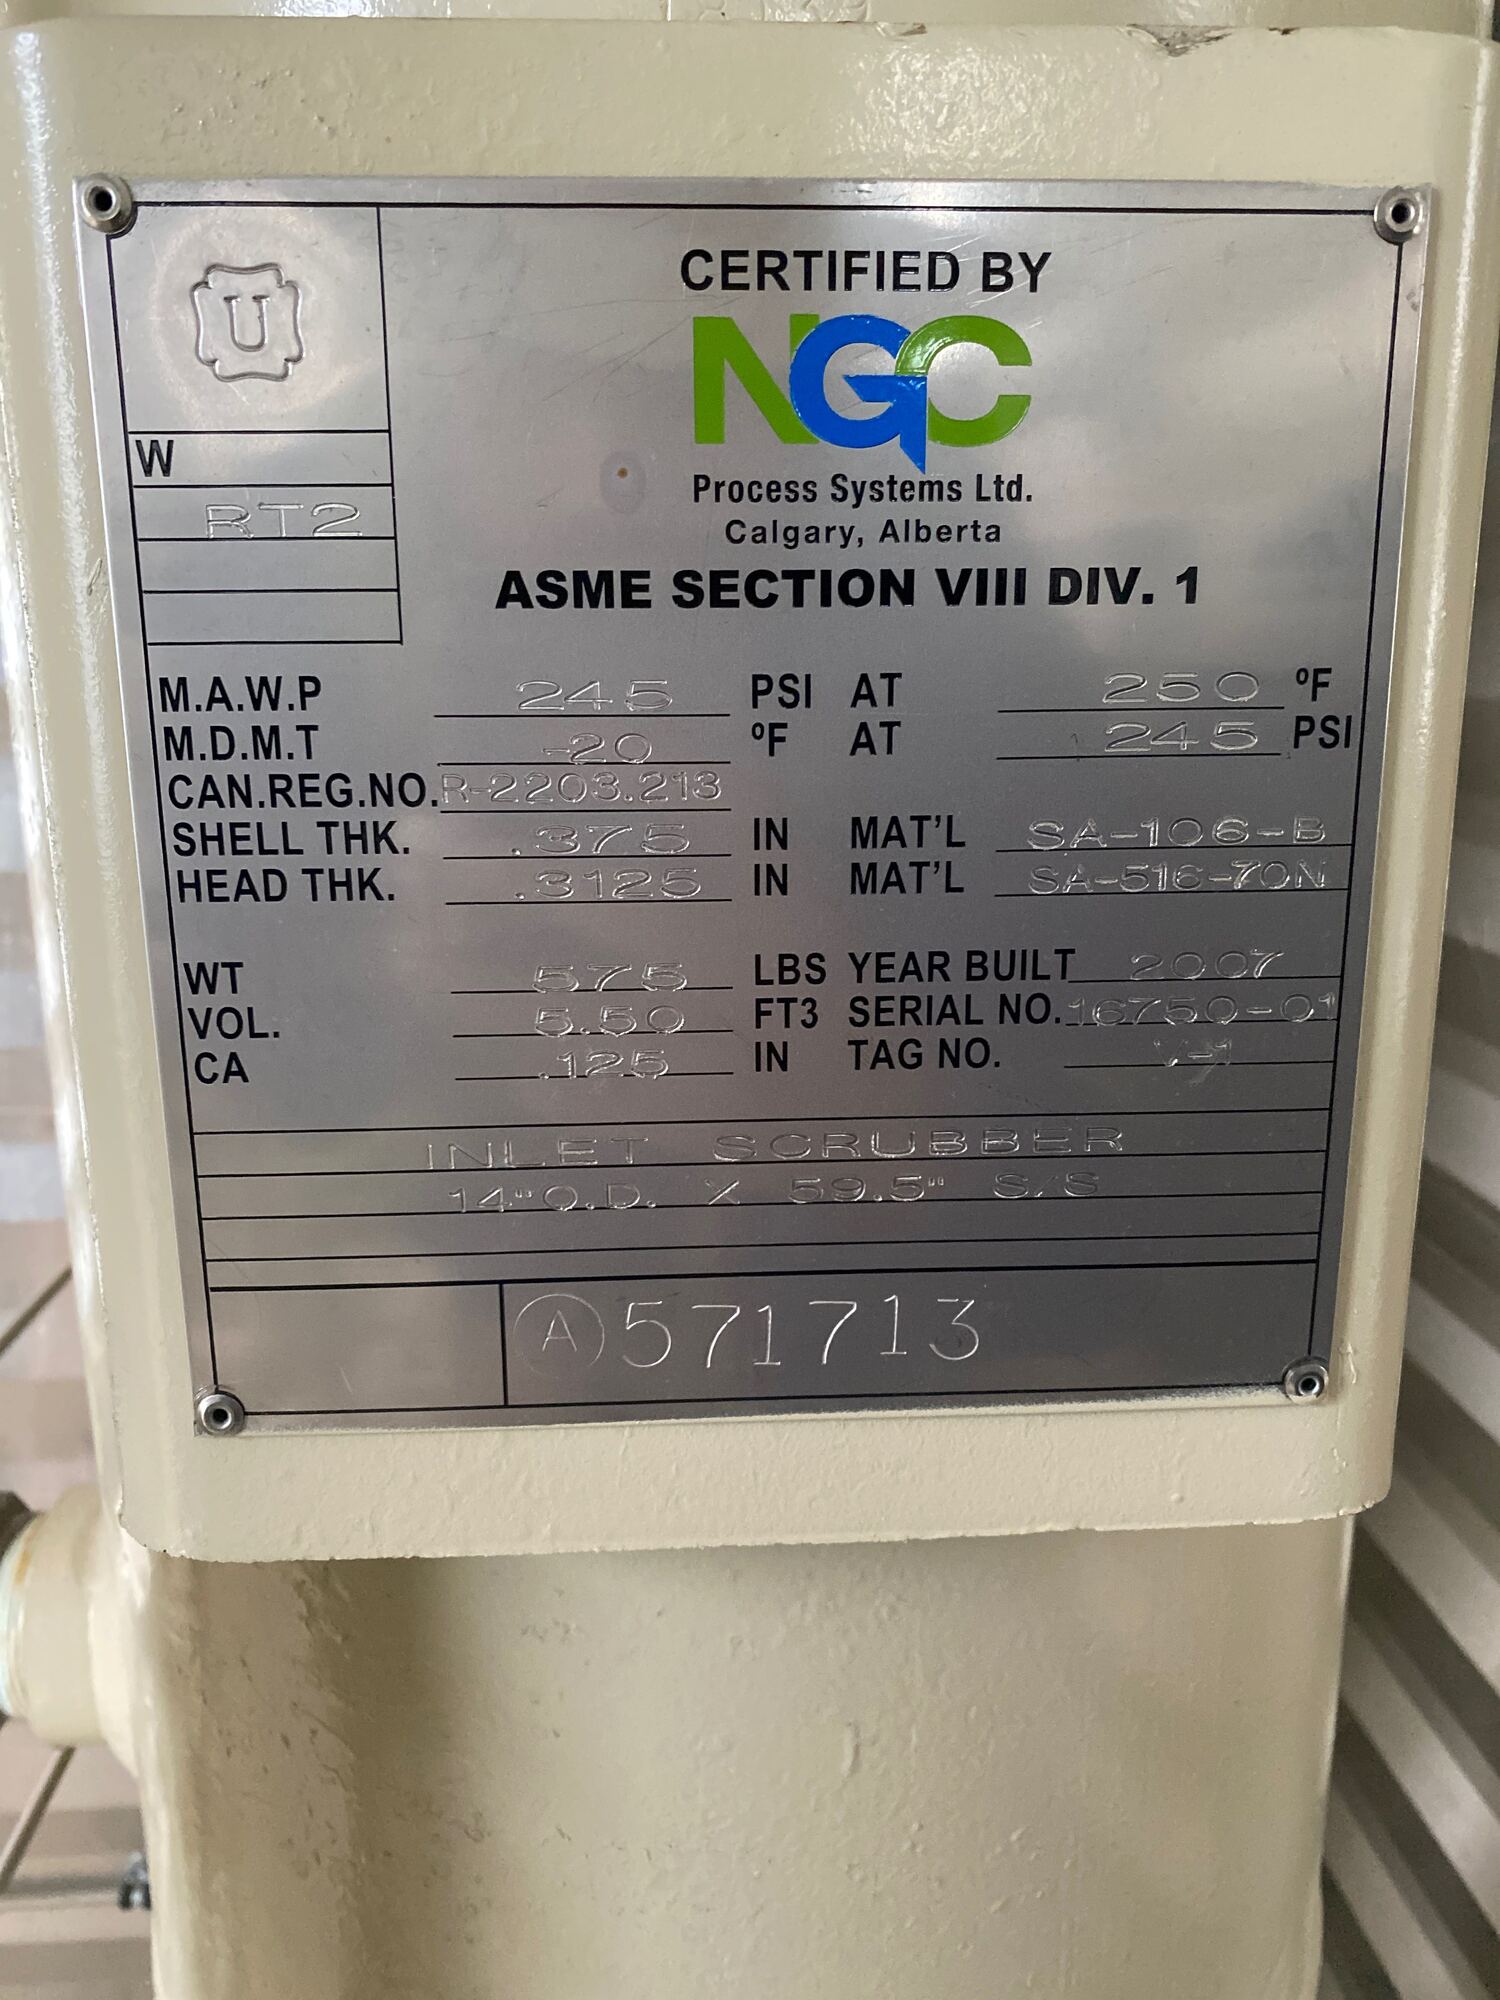 U
W
RT2
CERTIFIED BY
NGC
Process Systems Ltd.
Calgary, Alberta
ASME SECTION VIII DIV. 1
M.A.W.P 245 PSI AT 250 ºF
M.D.M.T -20 ºF AT 245 PSI
CAN.REG.NO. R-2203.213
SHELL THK. .375 IN MAT'L SA-106-B
HEAD THK. .3125 IN MAT'L SA-516-70N
WT 575 LBS YEAR BUILT 2007
VOL. 5.50 FT3 SERIAL NO. 16750-01
CA .125 IN TAG NO. V-1
INLET SCRUBBER
14"O.D. X 59.5" S/S
A 571713